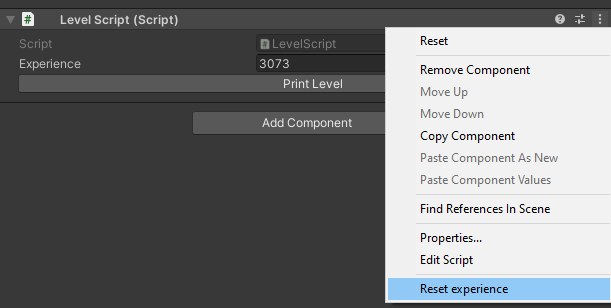 Level Script (Script)
Script
LevelScript
Experience
3073
Print Level
Add Component
Reset
Remove Component
Move Up
Move Down
Copy Component
Paste Component As New
Paste Component Values
Find References In Scene
Properties...
Edit Script
Reset experience